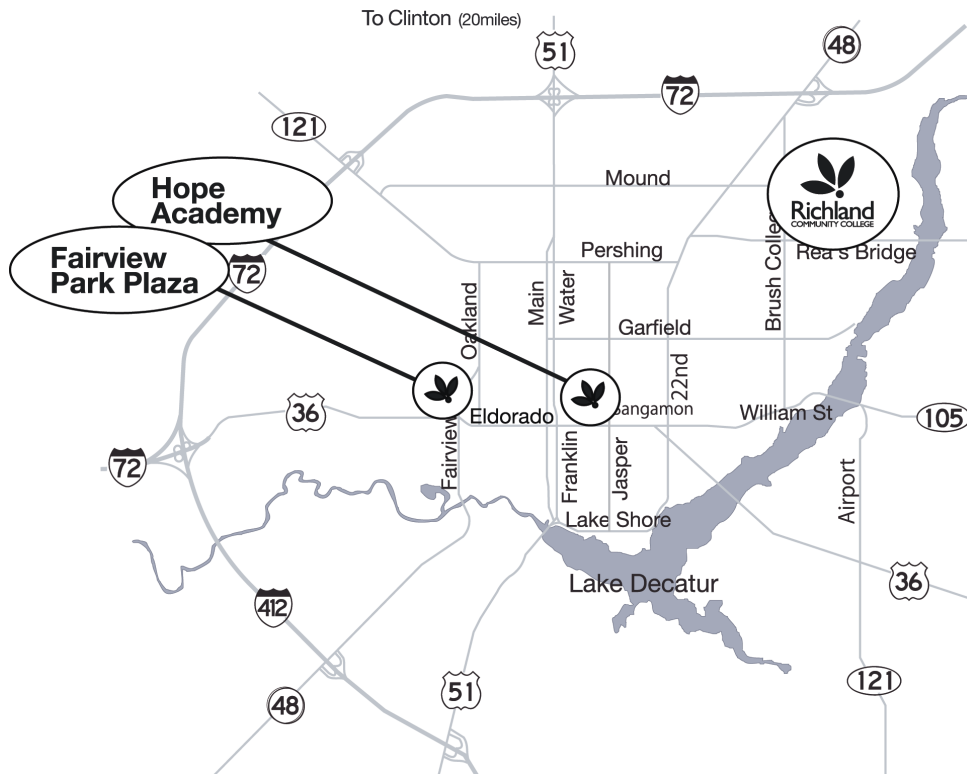 To Clinton (20miles)
51
48
72
121
Hope
Academy
Mound
Richland
COMMUNITY COLLEGE
Fairview
Park Plaza
72
Pershing
Rea's Bridge
Brush Colle
Oakland
Main
Water
Garfield
22nd
36
Eldorado
Sangamon
William St
105
72
Fairview
Franklin
Jasper
Airport
Lake Shore
Lake Decatur
36
412
48
51
121